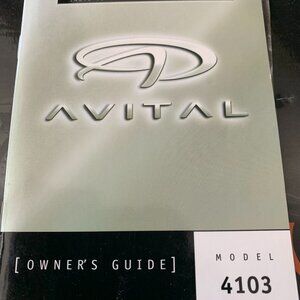 AVITAL
[OWNER'S GUIDE]
MODEL
4103